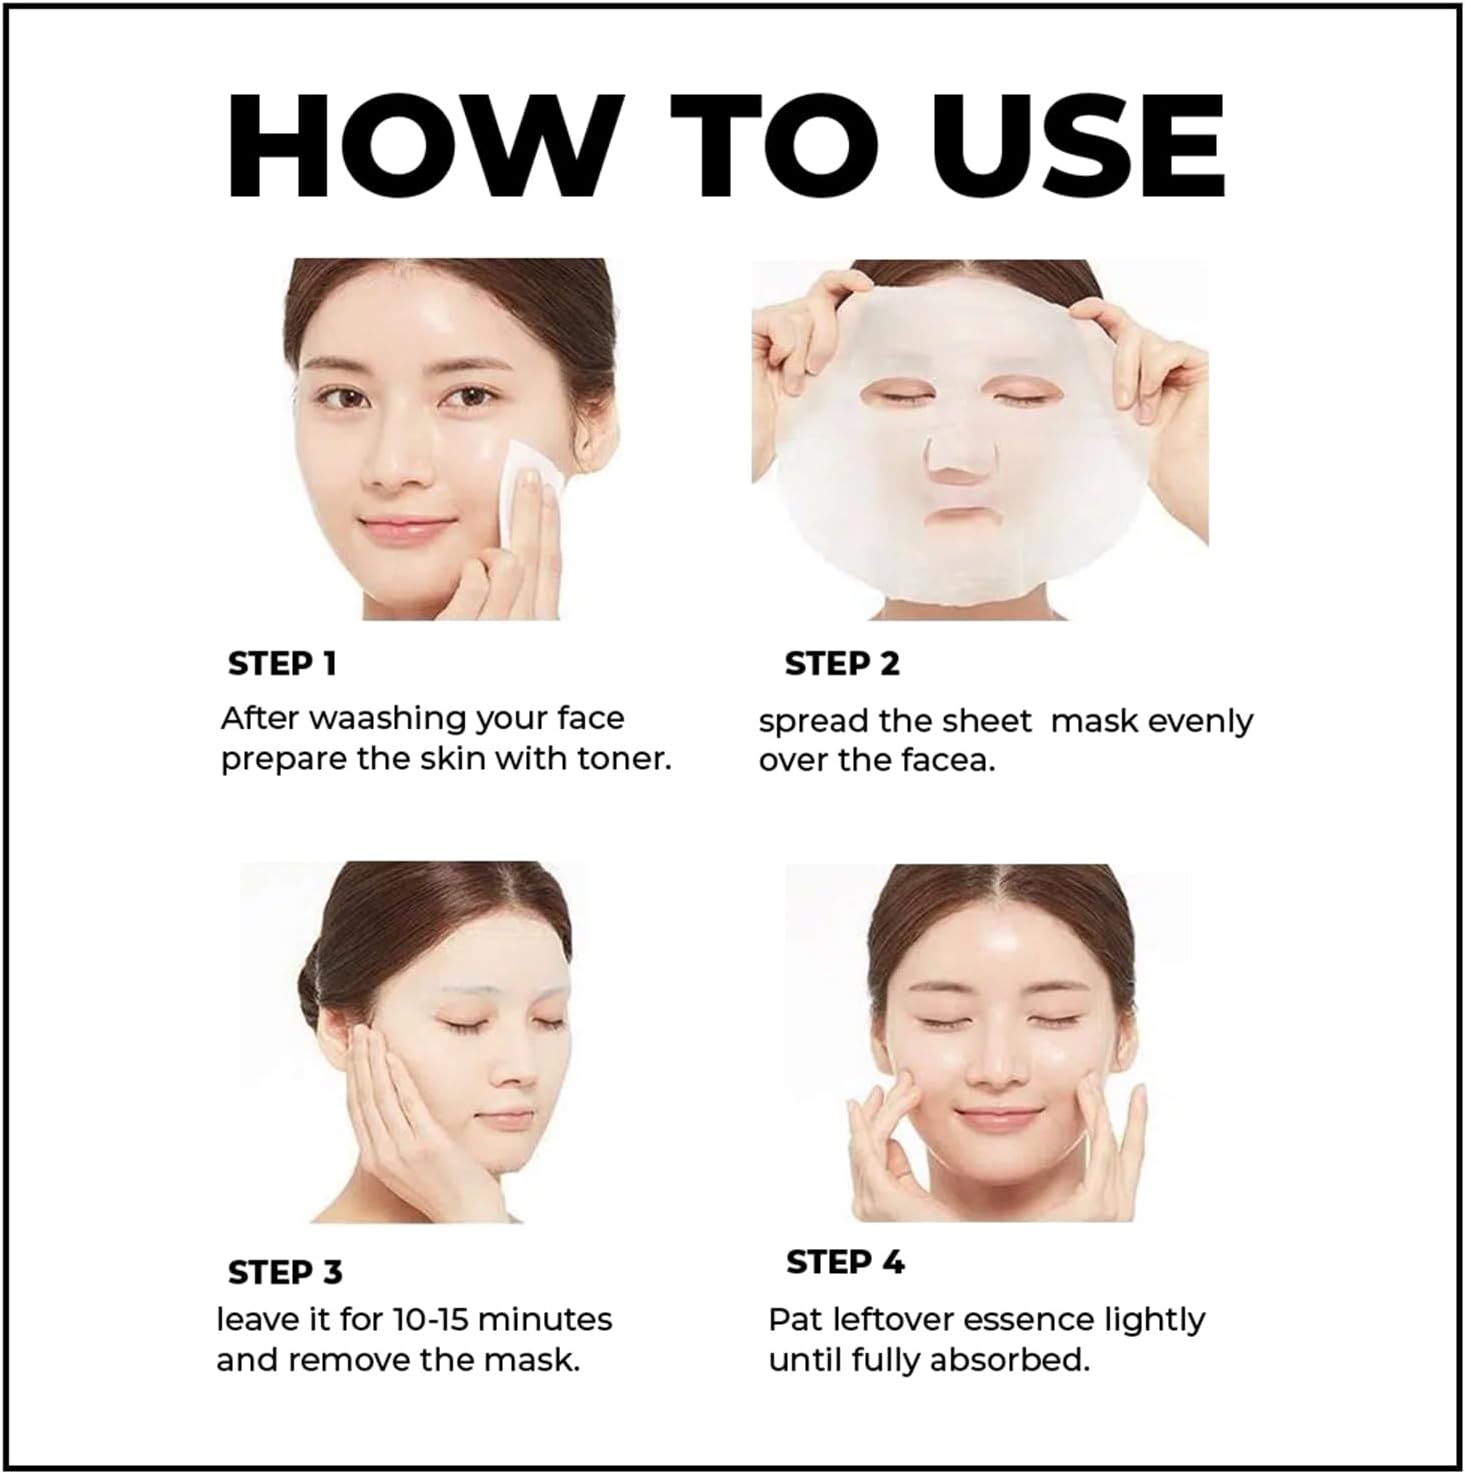 HOW TO USE
STEP 1
After waashing your face
prepare the skin with toner.
STEP 2
spread the sheet  mask evenly
over the facea.
STEP 3
leave it for 10-15 minutes
and remove the mask.
STEP 4
Pat leftover essence lightly
until fully absorbed.